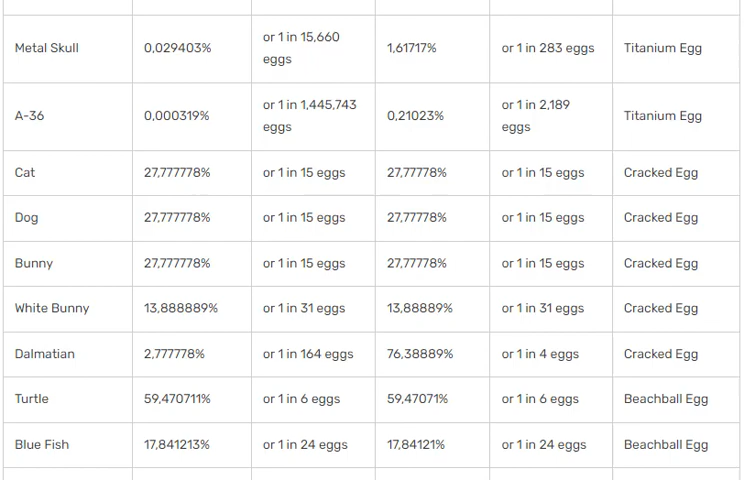 Metal Skull 0,029403% or 1 in 15,660 eggs 1,61717% or 1 in 283 eggs Titanium Egg
A-36 0,000319% or 1 in 1,445,743 eggs 0,21023% or 1 in 2,189 eggs Titanium Egg
Cat 27,777778% or 1 in 15 eggs 27,77778% or 1 in 15 eggs Cracked Egg
Dog 27,777778% or 1 in 15 eggs 27,77778% or 1 in 15 eggs Cracked Egg
Bunny 27,777778% or 1 in 15 eggs 27,77778% or 1 in 15 eggs Cracked Egg
White Bunny 13,888889% or 1 in 31 eggs 13,88889% or 1 in 31 eggs Cracked Egg
Dalmatian 2,777778% or 1 in 164 eggs 76,38889% or 1 in 4 eggs Cracked Egg
Turtle 59,470711% or 1 in 6 eggs 59,47071% or 1 in 6 eggs Beachball Egg
Blue Fish 17,841213% or 1 in 24 eggs 17,84121% or 1 in 24 eggs Beachball Egg